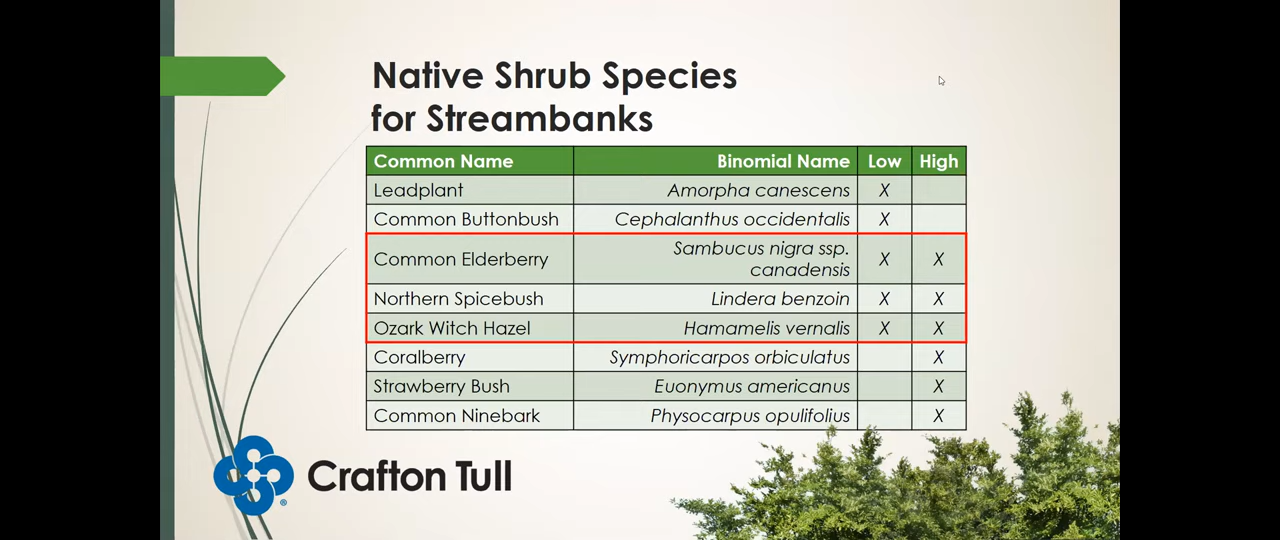 Native Shrub Species
for Streambanks
Common Name Binomial Name Low High
Leadplant Amorpha canescens X
Common Buttonbush Cephalanthus occidentalis X
Common Elderberry Sambucus nigra ssp. canadensis X X
Northern Spicebush Lindera benzoin X X
Ozark Witch Hazel Hamamelis vernalis X X
Coralberry Symphoricarpos orbiculatus X
Strawberry Bush Euonymus americanus X
Common Ninebark Physocarpus opulifolius X
Crafton Tull
®